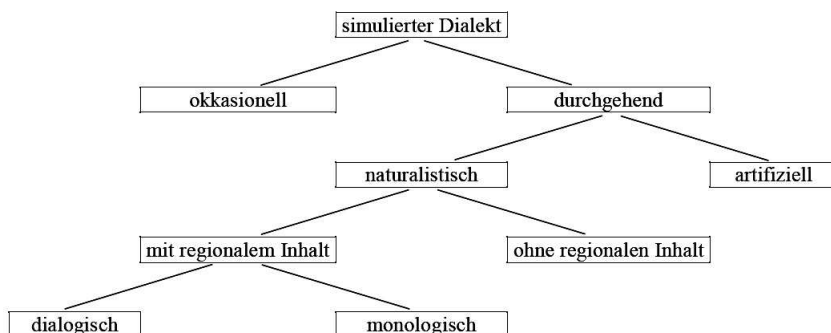 simulierter Dialekt
okkasionell
durchgehend
naturalistisch
artifiziell
mit regionalem Inhalt
ohne regionalen Inhalt
dialogisch
monologisch